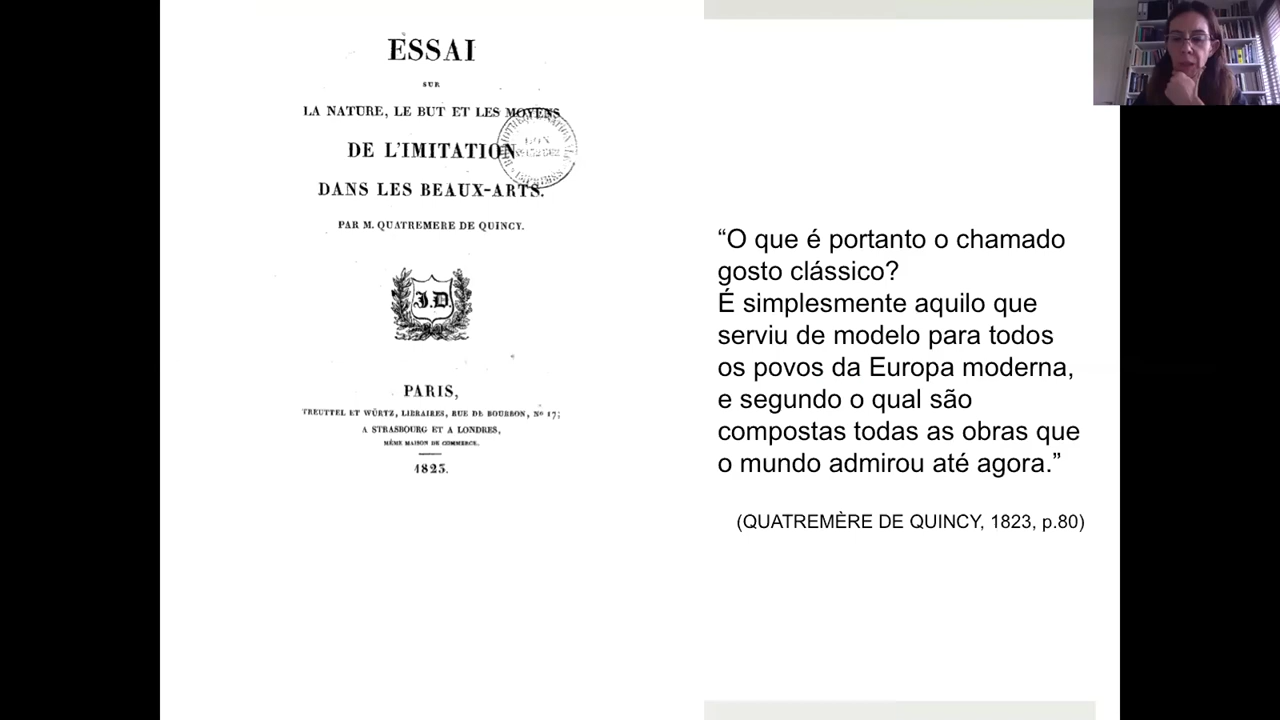 ESSAI
SUR
LA NATURE, LE BUT ET LES MOYENS
DE L'IMITATION
DANS LES BEAUX-ARTS.
PAR M. QUATREMERE DE QUINCY.
J.D.
PARIS,
TREUTTEL ET WÜRTZ, LIBRAIRES, RUE DE BOURBON, Nº 17;
A STRASBOURG ET A LONDRES,
MÊME MAISON DE COMMERCE.
1823.
“O que é portanto o chamado
gosto clássico?
É simplesmente aquilo que
serviu de modelo para todos
os povos da Europa moderna,
e segundo o qual são
compostas todas as obras que
o mundo admirou até agora.”
(QUATREMÈRE DE QUINCY, 1823, p.80)